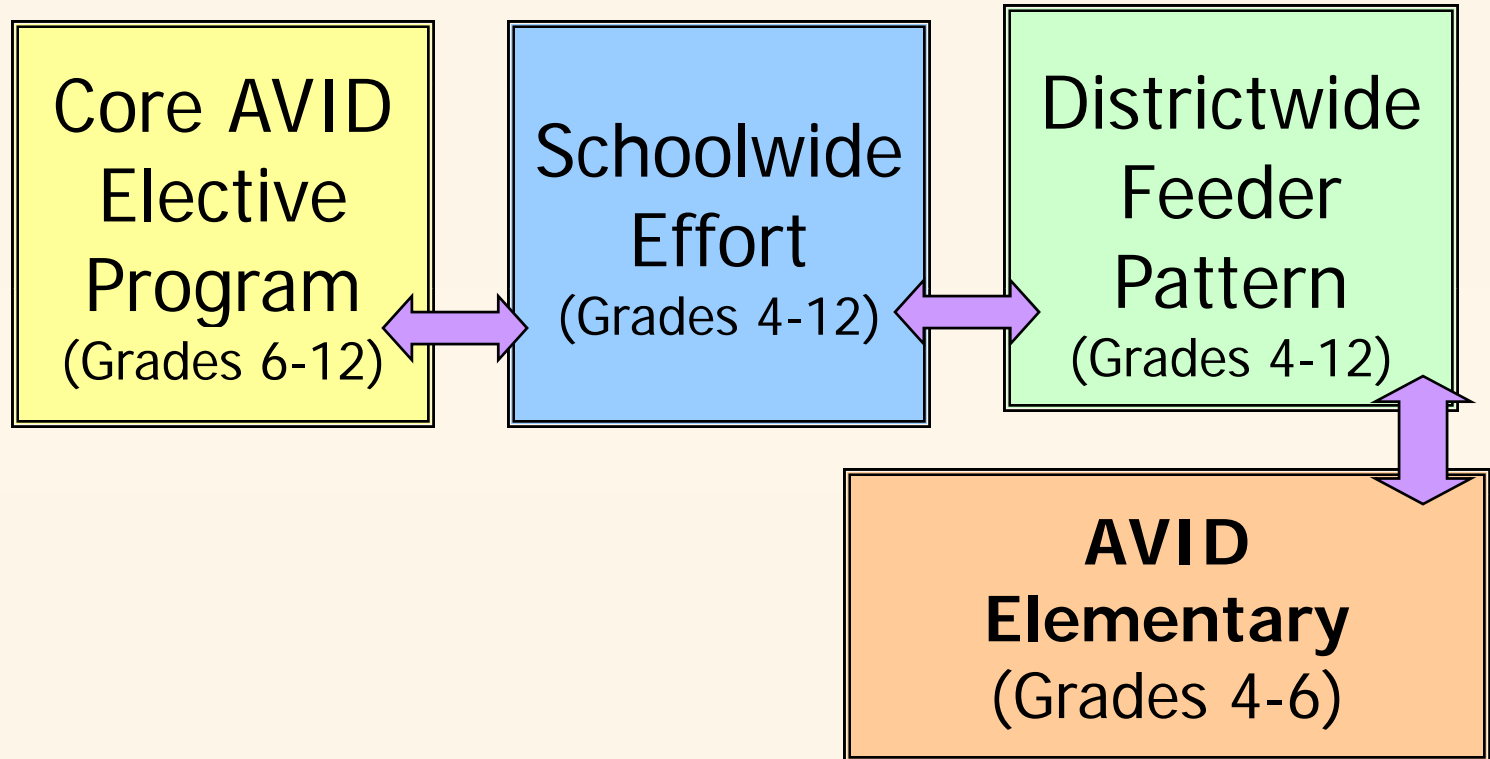 Core AVID
Elective
Program
(Grades 6-12)
Schoolwide
Effort
(Grades 4-12)
Districtwide
Feeder
Pattern
(Grades 4-12)
AVID
Elementary
(Grades 4-6)